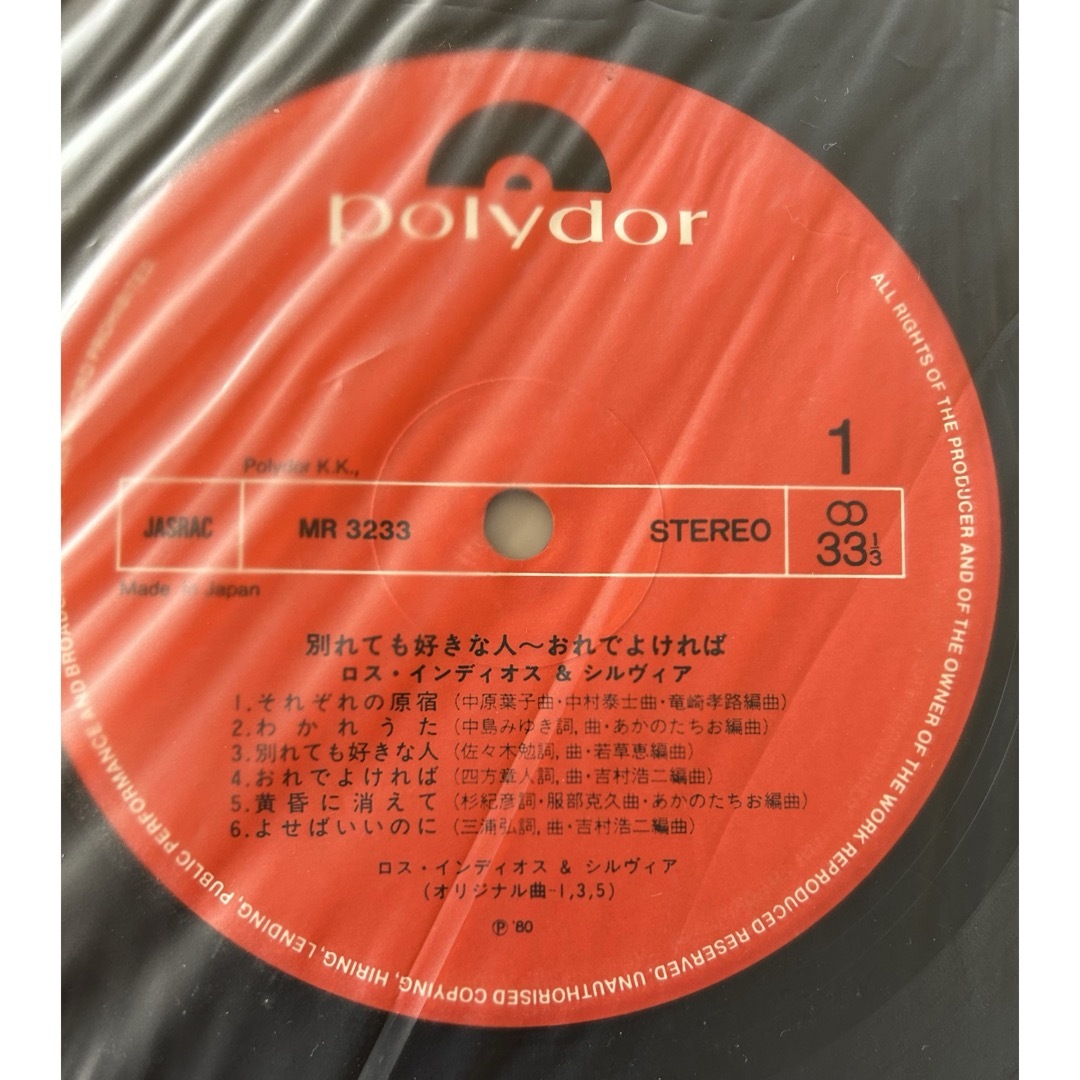 polydor
1
Polydor K.K.,
JASRAC MR 3233 STEREO 33 1/3
Made in Japan
別れても好きな人〜おれでよければ
ロス・インディオス & シルヴィア
1.それぞれの原宿 (中原葉子曲・中村泰士曲・竜崎孝路編曲)
2.わかれうた (中島みゆき詞,曲・あかのたちお編曲)
3.別れても好きな人 (佐々木勉詞,曲・若草恵編曲)
4.おれでよければ (四方章人詞,曲・吉村浩二編曲)
5.黄昏に消えて (杉紀彦詞・服部克久曲・あかのたちお編曲)
6.よせばいいのに (三浦弘詞,曲・吉村浩二編曲)
ロス・インディオス & シルヴィア
(オリジナル曲--1,3,5)
Ⓟ '80
ALL RIGHTS OF THE PRODUCER AND OF THE OWNER OF THE WORK REPRODUCED RESERVED. UNAUTHORISED COPYING, HIRING, LENDING, PUBLIC PERFORMANCE AND